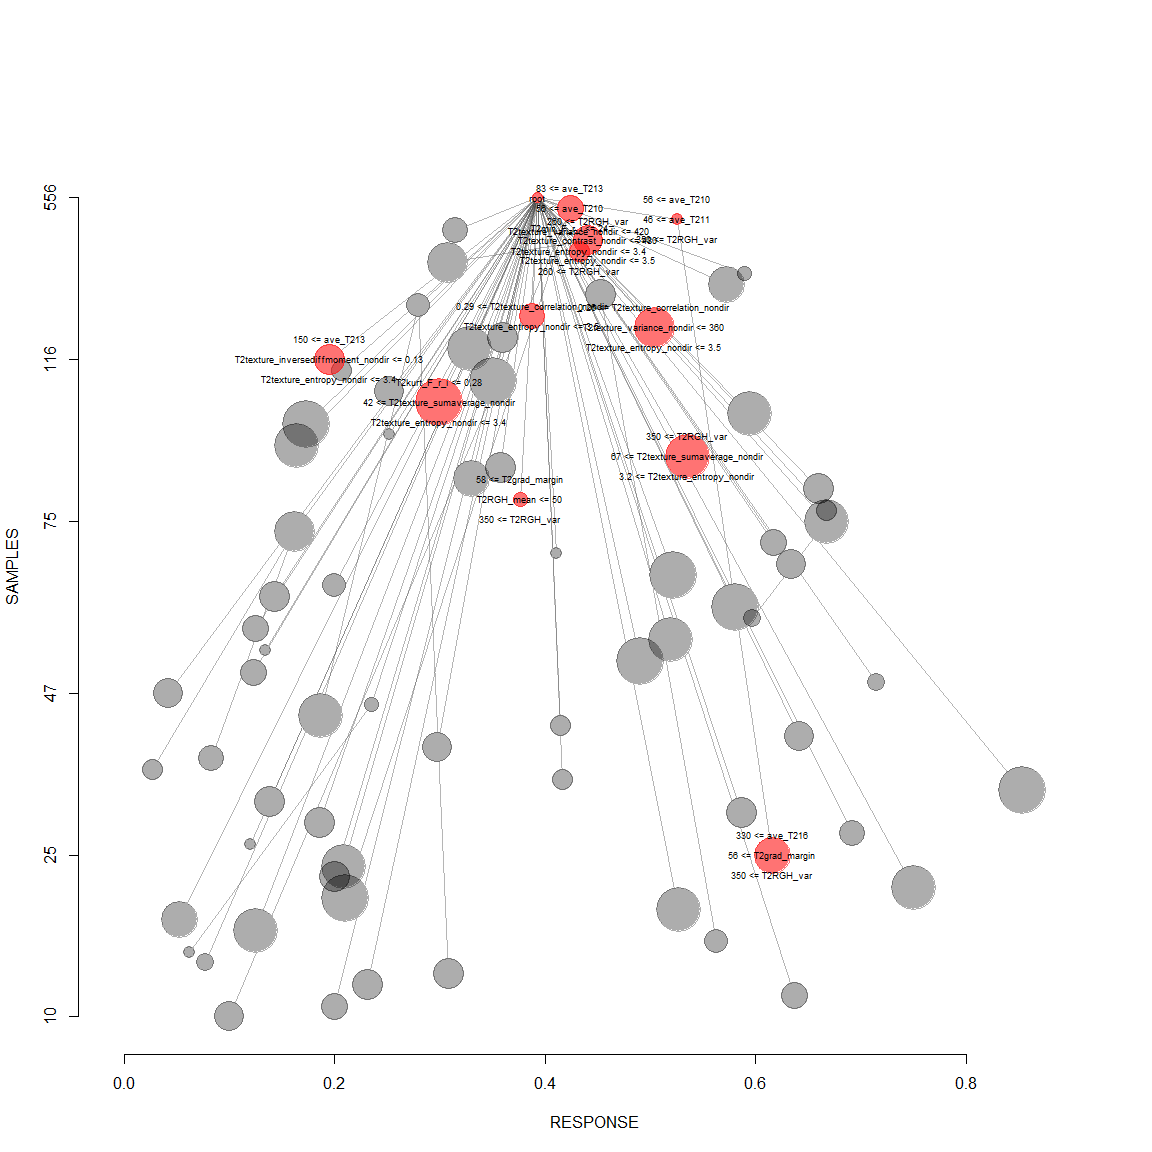 556
83 <= ave_T213
root
56 <= ave_T210
56 <= ave_T210
46 <= ave_T211
260 <= T2RGH_var
T2texture_variance_nondir <= 420
T2texture_contrast_nondir <=
T2texture_entropy_nondir <= 3.4
T2texture_entropy_nondir <= 3.5
260 <= T2RGH_var
<= T2RGH_var
0.29 <= T2texture_correlation_nondir
<= T2texture_correlation_nondir
T2texture_entropy_nondir <=
T2texture_variance_nondir <= 360
T2texture_entropy_nondir <= 3.5
150 <= ave_T213
116
T2texture_inversediffmoment_nondir <= 0.13
T2texture_entropy_nondir <= 3.4
T2kurt_F_r_i <= 0.28
42 <= T2texture_sumaverage_nondir
T2texture_entropy_nondir <= 3.4
350 <= T2RGH_var
67 <= T2texture_sumaverage_nondir
3.2 <= T2texture_entropy_nondir
58 <= T2grad_margin
T2RGH_mean <= 50
350 <= T2RGH_var
75
SAMPLES
47
330 <= ave_T216
25
56 <= T2grad_margin
350 <= T2RGH_var
10
0.0 0.2 0.4 0.6 0.8
RESPONSE